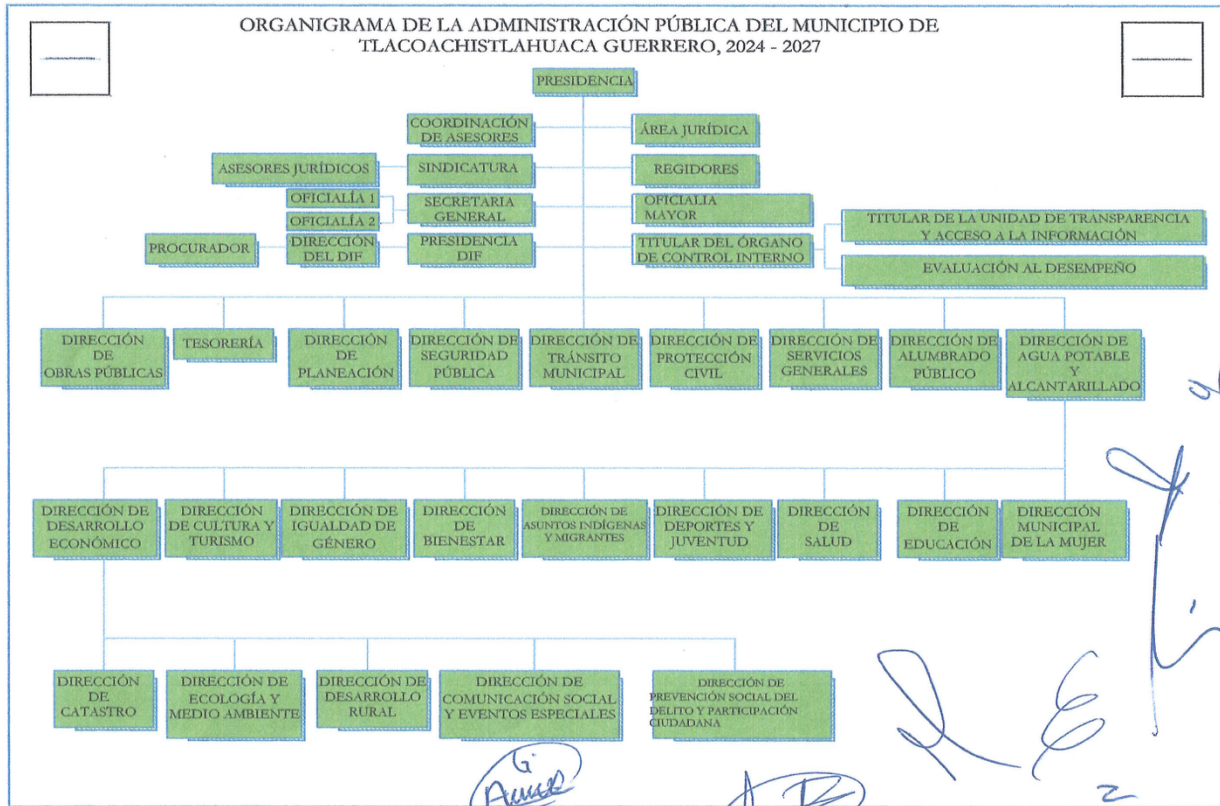 ORGANIGRAMA DE LA ADMINISTRACIÓN PÚBLICA DEL MUNICIPIO DE
TLACOACHISTLAHUACA GUERRERO, 2024 - 2027
PRESIDENCIA
COORDINACIÓN
DE ASESORES
ÁREA JURÍDICA
ASESORES JURÍDICOS
SINDICATURA
REGIDORES
OFICIALÍA 1
OFICIALÍA 2
SECRETARIA
GENERAL
OFICIALIA
MAYOR
PROCURADOR
DIRECCIÓN
DEL DIF
PRESIDENCIA
DIF
TITULAR DEL ÓRGANO
DE CONTROL INTERNO
TITULAR DE LA UNIDAD DE TRANSPARENCIA
Y ACCESO A LA INFORMACIÓN
EVALUACIÓN AL DESEMPEÑO
DIRECCIÓN
DE
OBRAS PÚBLICAS
TESORERÍA
DIRECCIÓN
DE
PLANEACIÓN
DIRECCIÓN DE
SEGURIDAD
PÚBLICA
DIRECCIÓN DE
TRÁNSITO
MUNICIPAL
DIRECCIÓN DE
PROTECCIÓN
CIVIL
DIRECCIÓN DE
SERVICIOS
GENERALES
DIRECCIÓN DE
ALUMBRADO
PÚBLICO
DIRECCIÓN DE
AGUA POTABLE
Y
ALCANTARILLADO
DIRECCIÓN DE
DESARROLLO
ECONÓMICO
DIRECCIÓN
DE CULTURA Y
TURISMO
DIRECCIÓN DE
IGUALDAD DE
GÉNERO
DIRECCIÓN
DE
BIENESTAR
DIRECCIÓN DE
ASUNTOS INDÍGENAS
Y MIGRANTES
DIRECCIÓN DE
DEPORTES Y
JUVENTUD
DIRECCIÓN
DE
SALUD
DIRECCIÓN
DE
EDUCACIÓN
DIRECCIÓN
MUNICIPAL
DE LA MUJER
DIRECCIÓN
DE
CATASTRO
DIRECCIÓN DE
ECOLOGÍA Y
MEDIO AMBIENTE
DIRECCIÓN DE
DESARROLLO
RURAL
DIRECCIÓN DE
COMUNICACIÓN SOCIAL
Y EVENTOS ESPECIALES
DIRECCIÓN DE
PREVENCIÓN SOCIAL DEL
DELITO Y PARTICIPACIÓN
CIUDADANA